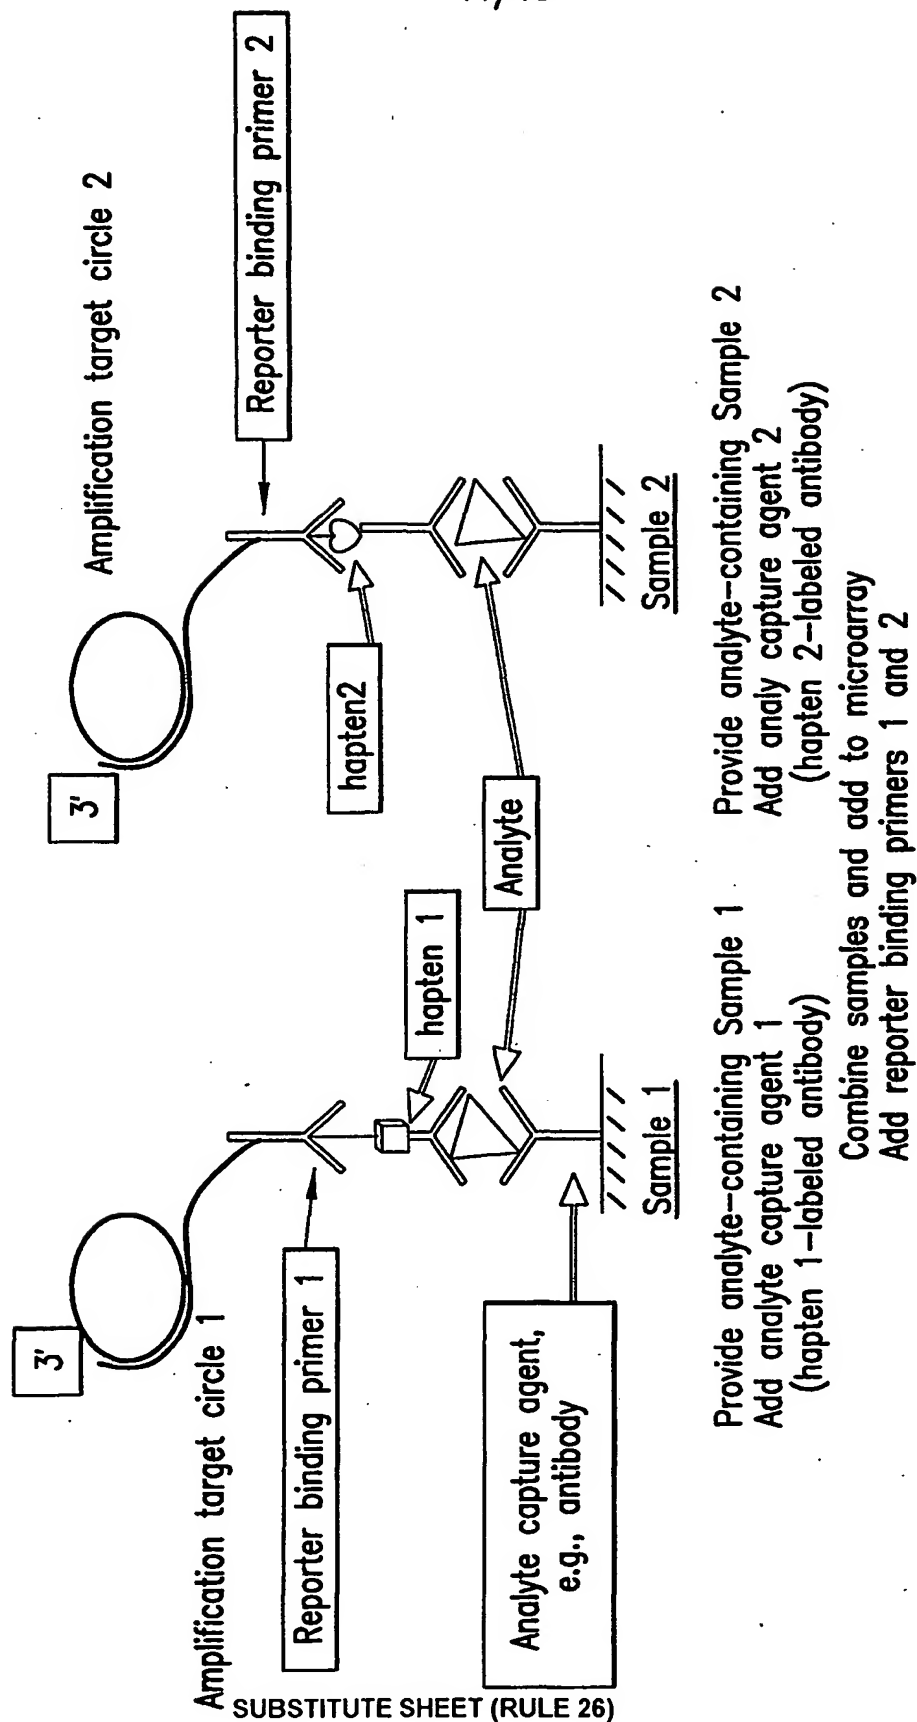 Amplification target circle 1
3'
Reporter binding primer 1
hapten 1
Analyte capture agent,
e.g., antibody
Sample 1
Analyte
Amplification target circle 2
3'
Reporter binding primer 2
hapten2
Sample 2
Provide analyte-containing Sample 1
Add analyte capture agent 1
(hapten 1-labeled antibody)
Provide analyte-containing Sample 2
Add analy capture agent 2
(hapten 2-labeled antibody)
Combine samples and add to microarray
Add reporter binding primers 1 and 2
SUBSTITUTE SHEET (RULE 26)